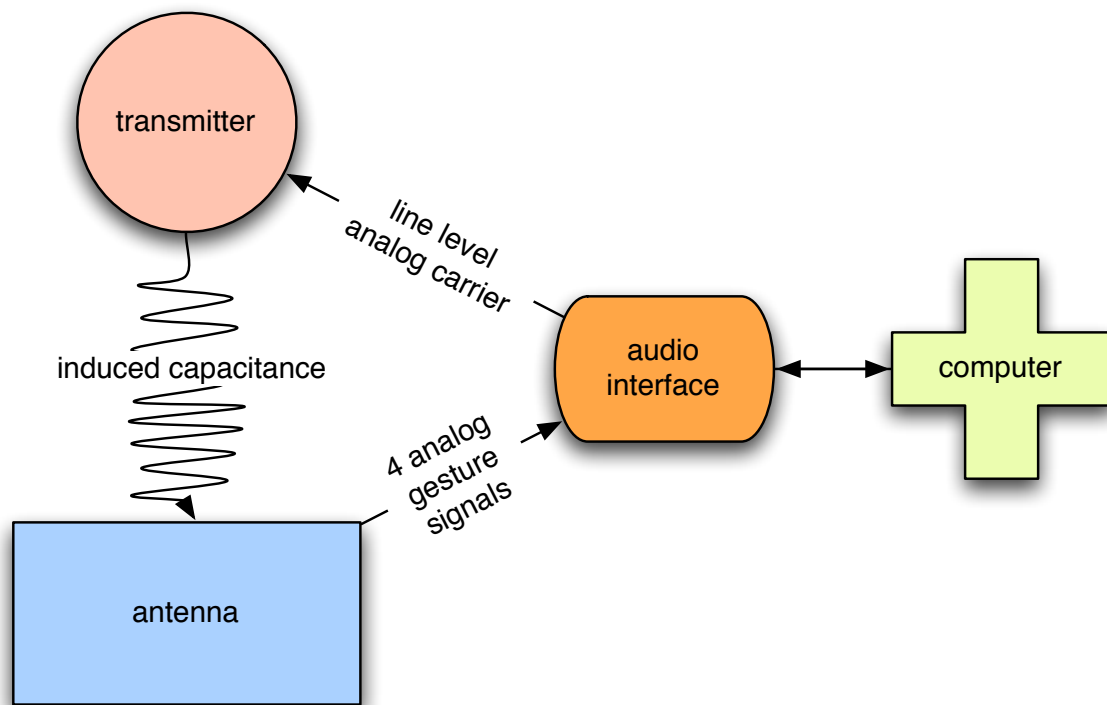 transmitter
line level
analog carrier
induced capacitance
audio
interface
computer
4 analog
gesture
signals
antenna